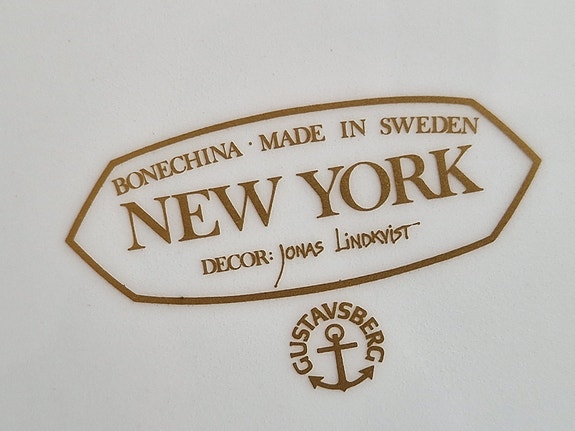 BONECHINA · MADE IN SWEDEN
NEW YORK
DECOR: JONAS LINDKVIST
GUSTAVSBERG